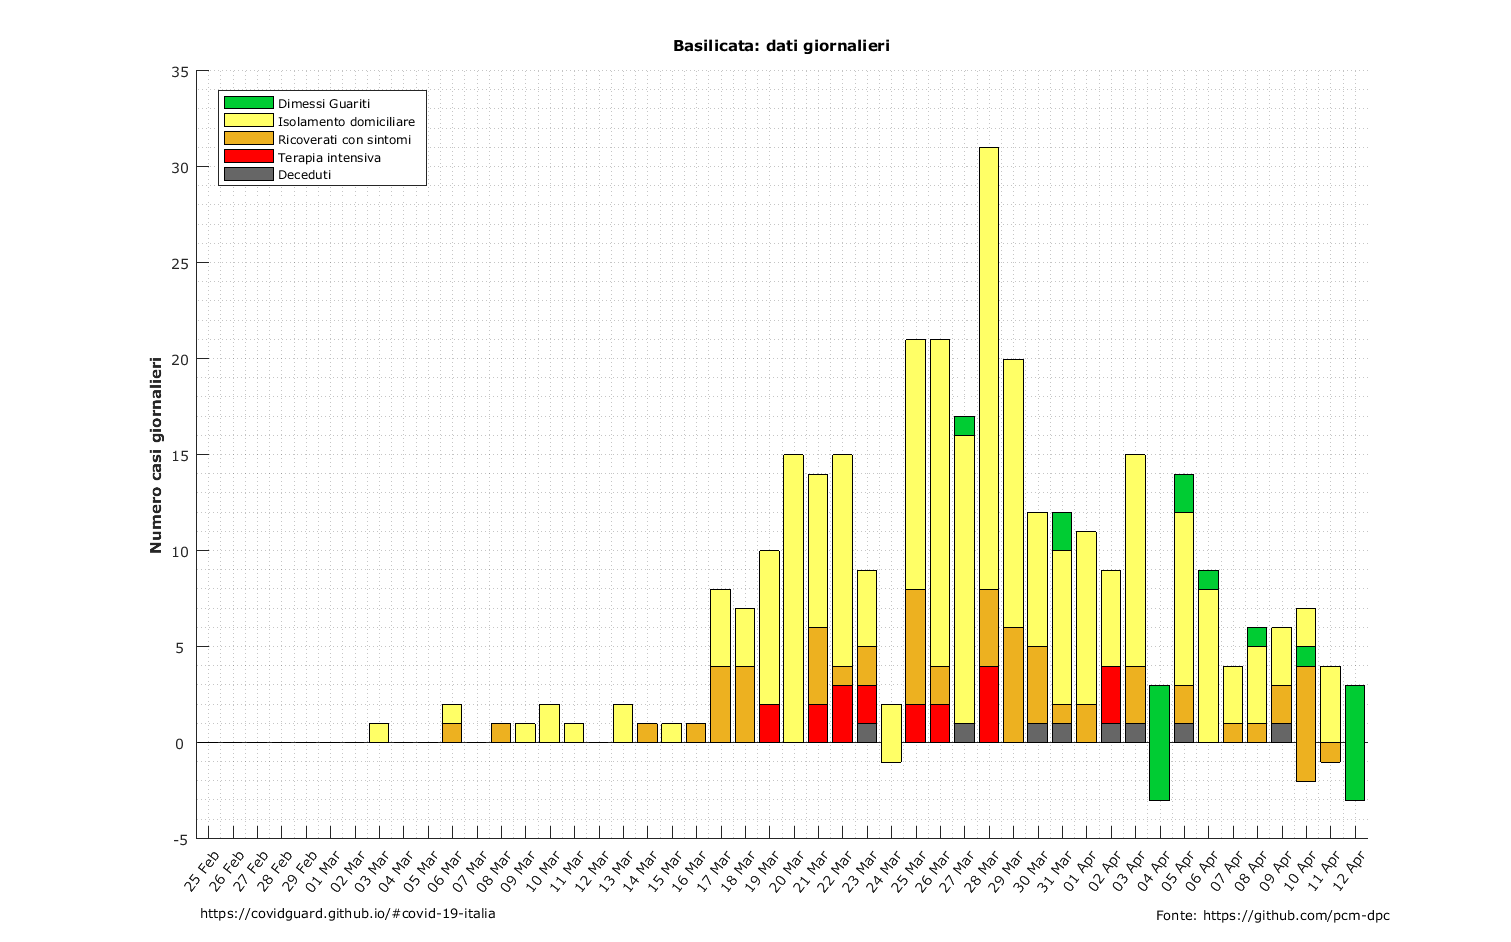 Basilicata: dati giornalieri
Numero casi giornalieri
35
30
25
20
15
10
5
0
-5
Dimessi Guariti
Isolamento domiciliare
Ricoverati con sintomi
Terapia intensiva
Deceduti
25 Feb
26 Feb
27 Feb
28 Feb
29 Feb
01 Mar
02 Mar
03 Mar
04 Mar
05 Mar
06 Mar
07 Mar
08 Mar
09 Mar
10 Mar
11 Mar
12 Mar
13 Mar
14 Mar
15 Mar
16 Mar
17 Mar
18 Mar
19 Mar
20 Mar
21 Mar
22 Mar
23 Mar
24 Mar
25 Mar
26 Mar
27 Mar
28 Mar
29 Mar
30 Mar
31 Mar
01 Apr
02 Apr
03 Apr
04 Apr
05 Apr
06 Apr
07 Apr
08 Apr
09 Apr
10 Apr
11 Apr
12 Apr
https://covidguard.github.io/#covid-19-italia
Fonte: https://github.com/pcm-dpc